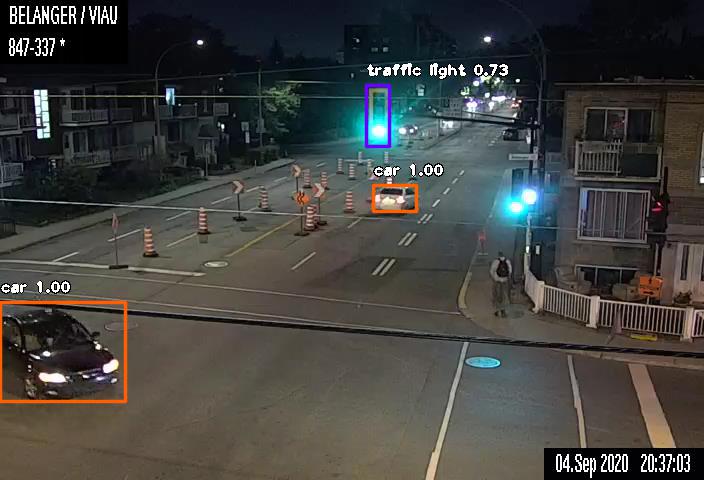 BELANGER / VIAU
847-337 *
traffic light 0.73
car 1.00
car 1.00
04.Sep 2020 20:37:03